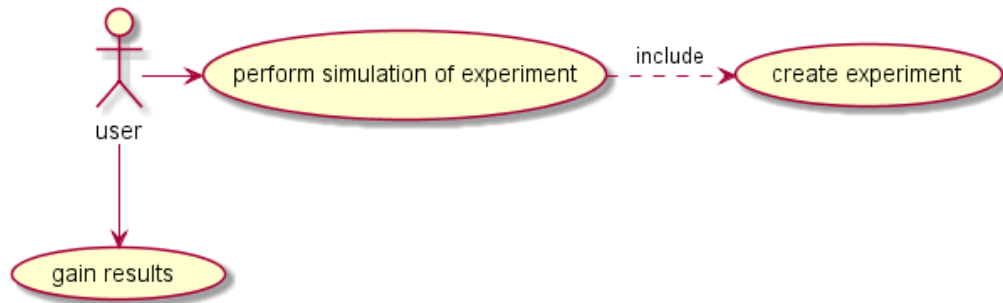 include
perform simulation of experiment
create experiment
user
gain results